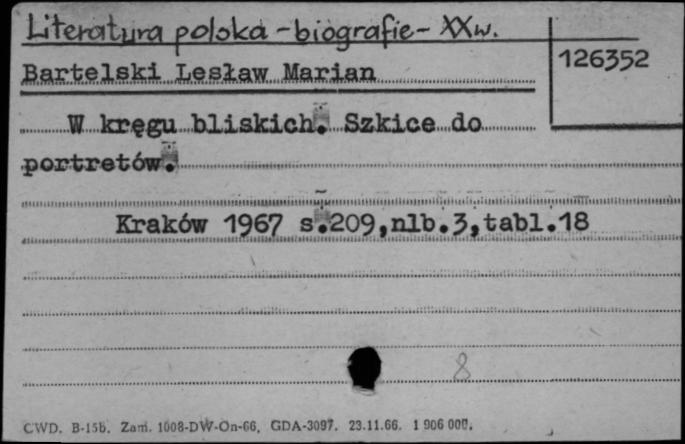 Literatura polska - biografie - XXw.
126352
Bartelski Lesław Marian
W kręgu bliskich. Szkice do
portretów.
Kraków 1967 s.209,nlb.3,tabl.18
8
CWD. B-15b. Zam. 1008-DW-On-66, GDA-3097. 23.11.66. 1 906 000.